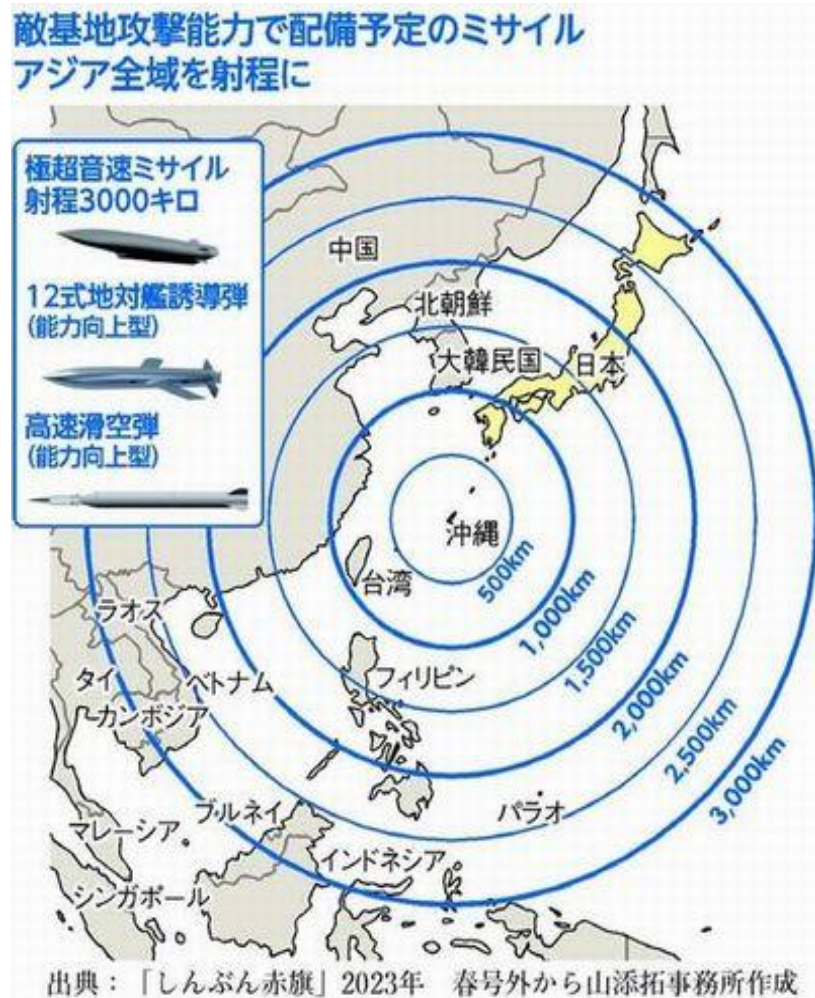 敵基地攻撃能力で配備予定のミサイル
アジア全域を射程に
極超音速ミサイル
射程3000キロ
12式地対艦誘導弾
(能力向上型)
高速滑空弾
(能力向上型)
中国
北朝鮮
大韓民国
日本
沖縄
台湾
500km
1,000km
1,500km
2,000km
2,500km
3,000km
ラオス
タイ
ベトナム
カンボジア
フィリピン
パラオ
ブルネイ
マレーシア
インドネシア
シンガポール
出典：「しんぶん赤旗」2023年　春号外から山添拓事務所作成